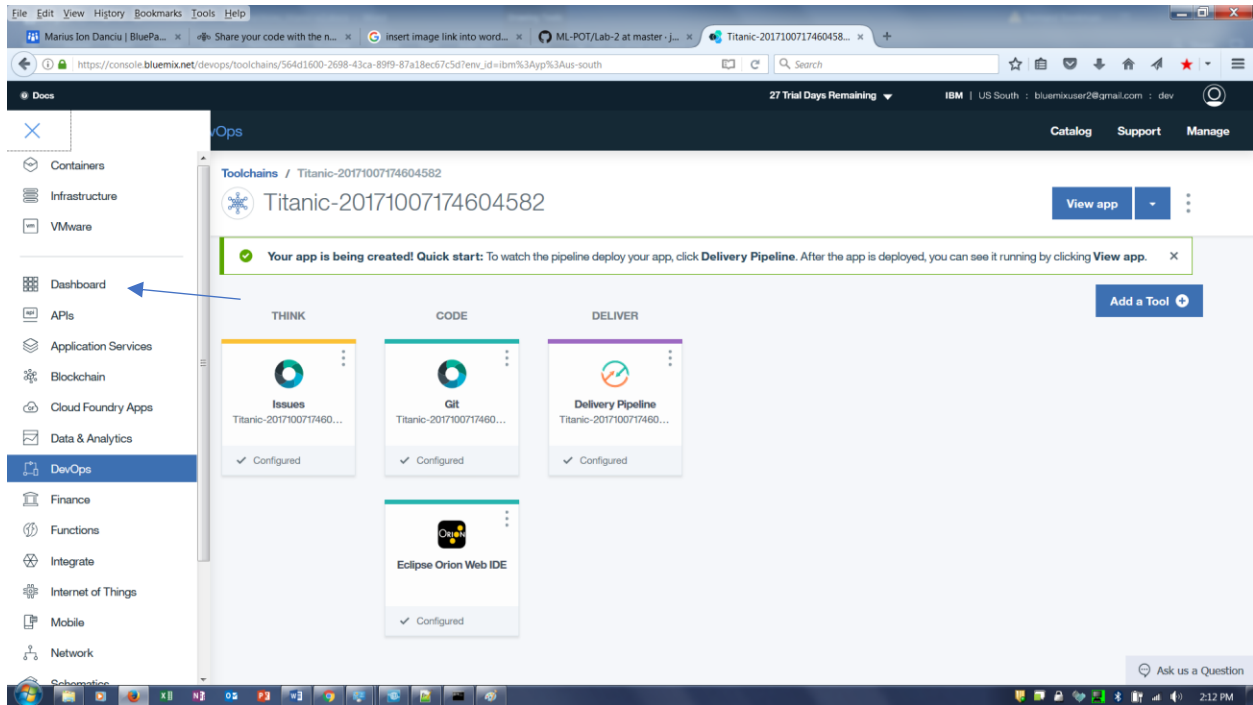 File Edit View History Bookmarks Tools Help
Marius Ion Danciu | BluePa... × Share your code with the n... × insert image link into word... × ML-POT/Lab-2 at master · j... × Titanic-2017100717460458... × +
https://console.bluemix.net/devops/toolchains/564d1600-2698-43ca-89f9-87a18ec67c5d?env_id=ibm%3Ayp%3Aus-south Search
Docs 27 Trial Days Remaining IBM | US South : bluemixuser2@gmail.com : dev
vOps Catalog Support Manage
Containers
Infrastructure
vm VMware
Dashboard
api APIs
Application Services
Blockchain
Cloud Foundry Apps
Data & Analytics
DevOps
Finance
Functions
Integrate
Internet of Things
Mobile
Network
Schematics
Toolchains / Titanic-20171007174604582
Titanic-20171007174604582
View app
Your app is being created! Quick start: To watch the pipeline deploy your app, click Delivery Pipeline. After the app is deployed, you can see it running by clicking View app. ×
Add a Tool
THINK CODE DELIVER
Issues
Titanic-201710071746O...
Configured
Git
Titanic-201710071746O...
Configured
Delivery Pipeline
Titanic-201710071746O...
Configured
ORION
Eclipse Orion Web IDE
Configured
Ask us a Question
2:12 PM